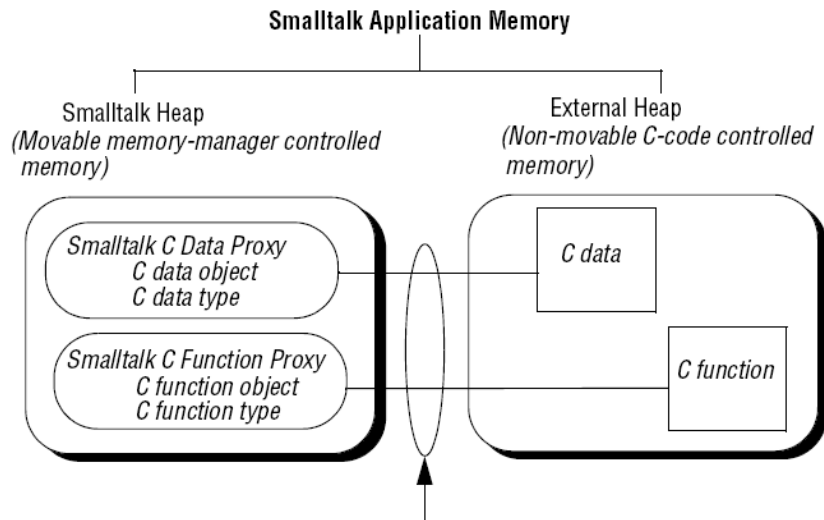 Smalltalk Application Memory
Smalltalk Heap
(Movable memory-manager controlled
memory)
External Heap
(Non-movable C-code controlled
memory)
Smalltalk C Data Proxy
C data object
C data type
C data
Smalltalk C Function Proxy
C function object
C function type
C function